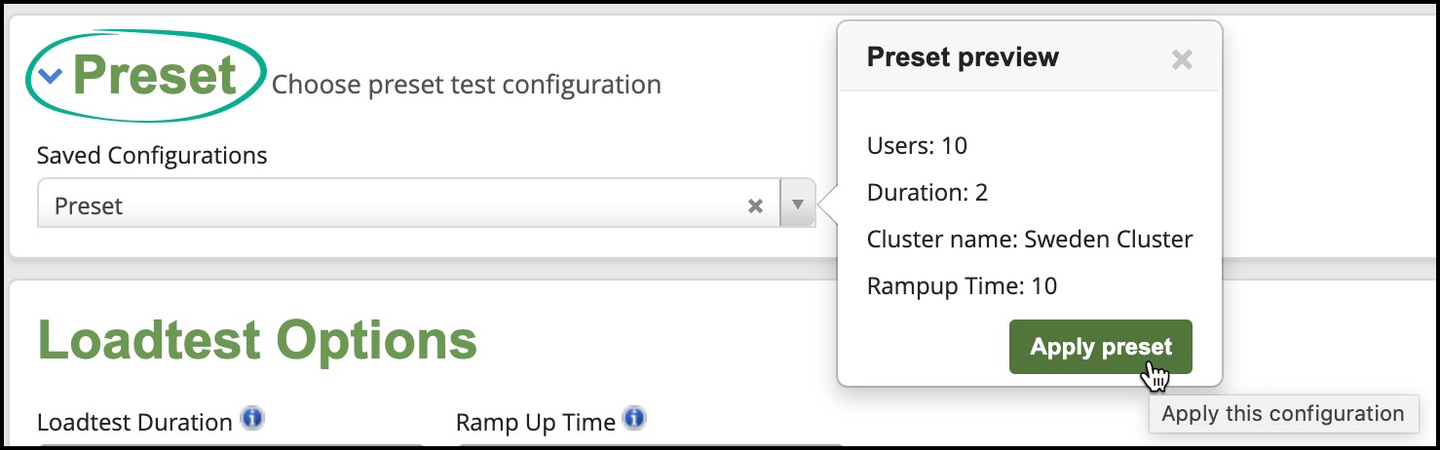 Preset Choose preset test configuration
Saved Configurations
Preset
Preset preview
Users: 10
Duration: 2
Cluster name: Sweden Cluster
Rampup Time: 10
Apply preset
Apply this configuration
Loadtest Options
Loadtest Duration
Ramp Up Time